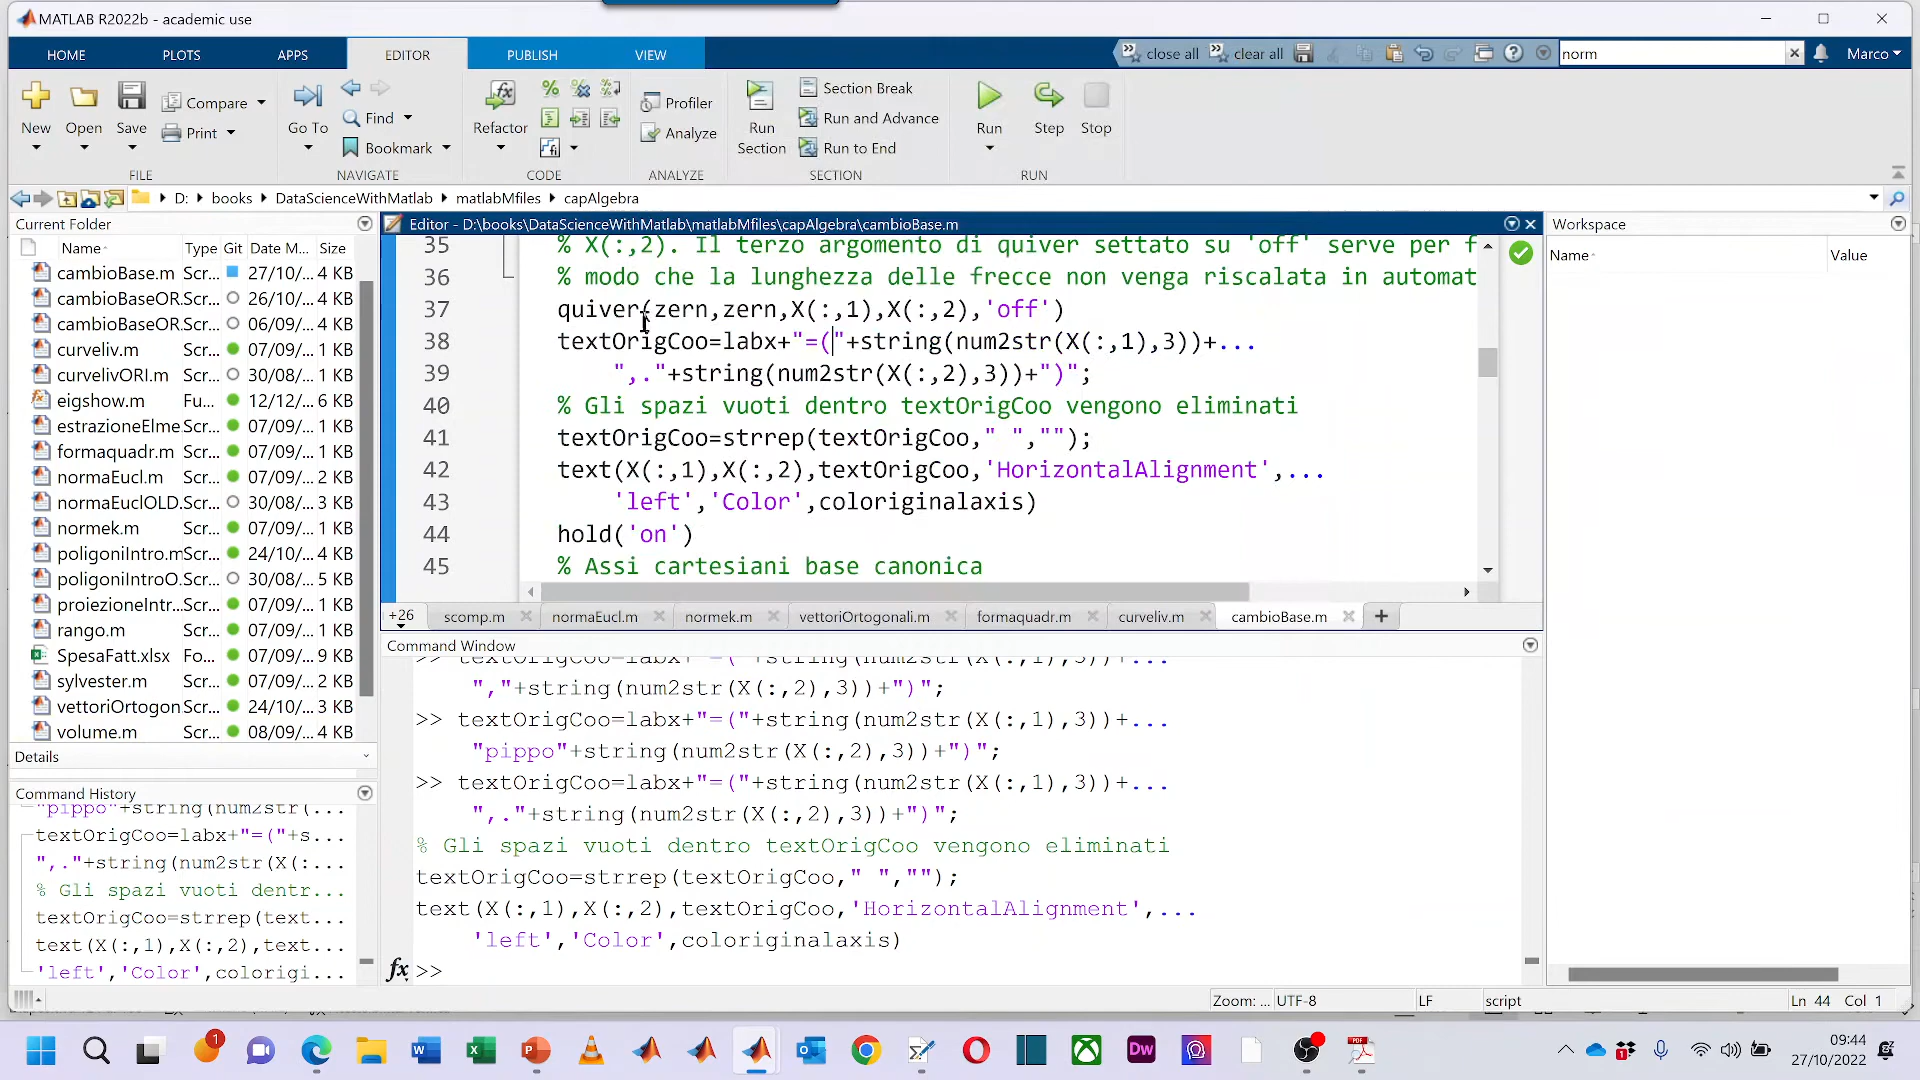 MATLAB R2022b - academic use
HOME PLOTS APPS EDITOR PUBLISH VIEW close all clear all norm Marco
New Open Save Compare Print Go To Find Bookmark Refactor Profiler Analyze Run Section Section Break Run and Advance Run to End Run Step Stop
FILE NAVIGATE CODE ANALYZE SECTION RUN
D: books DataScienceWithMatlab matlabMfiles capAlgebra
Current Folder
Name Type Git Date M... Size
cambioBase.m Scr... 27/10/... 4 KB
cambioBaseOR.Scr... 26/10/... 4 KB
cambioBaseOR.Scr... 06/09/... 4 KB
curveliv.m Scr... 07/09/... 1 KB
curvelivORI.m Scr... 30/08/... 1 KB
eigshow.m Fu... 12/12/... 6 KB
estrazioneElme Scr... 07/09/... 1 KB
formaquadr.m Scr... 07/09/... 1 KB
normaEucl.m Scr... 07/09/... 2 KB
normaEuclOLD.Scr... 30/08/... 3 KB
normek.m Scr... 07/09/... 1 KB
poligoniIntro.mScr... 24/10/... 4 KB
poligoniIntroO.Scr... 30/08/... 5 KB
proiezioneIntr...Scr... 07/09/... 1 KB
rango.m Scr... 07/09/... 1 KB
SpesaFatt.xlsx Fo... 07/09/... 9 KB
sylvester.m Scr... 07/09/... 2 KB
vettoriOrtogon Scr... 24/10/... 3 KB
volume.m Scr... 08/09/... 4 KB
Details
Command History
"pippo"+string(num2str(...
textOrigCoo=labx+"=("+s...
",."+string(num2str(X(:...
% Gli spazi vuoti dentr...
textOrigCoo=strrep(text...
text(X(:,1),X(:,2),text...
'left','Color',colorigi...
Editor - D:\books\DataScienceWithMatlab\matlabMfiles\capAlgebra\cambioBase.m
35 % X(:,2). Il terzo argomento di quiver settato su 'off' serve per f
36 % modo che la lunghezza delle frecce non venga riscalata in automat
37 quiver(zern,zern,X(:,1),X(:,2),'off')
38 textOrigCoo=labx+"=("+string(num2str(X(:,1),3))+...
39 ",."+string(num2str(X(:,2),3))+")";
40 % Gli spazi vuoti dentro textOrigCoo vengono eliminati
41 textOrigCoo=strrep(textOrigCoo," ","");
42 text(X(:,1),X(:,2),textOrigCoo,'HorizontalAlignment',...
43 'left','Color',coloriginalaxis)
44 hold('on')
45 % Assi cartesiani base canonica
+26 scomp.m normaEucl.m normek.m vettoriOrtogonali.m formaquadr.m curveliv.m cambioBase.m
Command Window
>> textOrigCoo=labx+"=("+string(num2str(X(:,1),3))+...
","+string(num2str(X(:,2),3))+")";
>> textOrigCoo=labx+"=("+string(num2str(X(:,1),3))+...
"pippo"+string(num2str(X(:,2),3))+")";
>> textOrigCoo=labx+"=("+string(num2str(X(:,1),3))+...
",."+string(num2str(X(:,2),3))+")";
% Gli spazi vuoti dentro textOrigCoo vengono eliminati
textOrigCoo=strrep(textOrigCoo," ","");
text(X(:,1),X(:,2),textOrigCoo,'HorizontalAlignment',...
'left','Color',coloriginalaxis)
fx >>
Workspace
Name Value
Zoom: ... UTF-8 LF script Ln 44 Col 1
09:44
27/10/2022